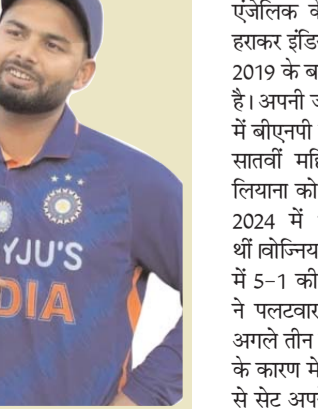 YJU'S
DIA
एंजेलिक के
हराकर इंडि
2019 के ब
है। अपनी ज
में बीएनपी
सातवीं महि
लियाना को
2024 में
थीं।वोज्निय
में 5-1 की
ने पलटवार
अगले तीन
के कारण मे
से सेट अप